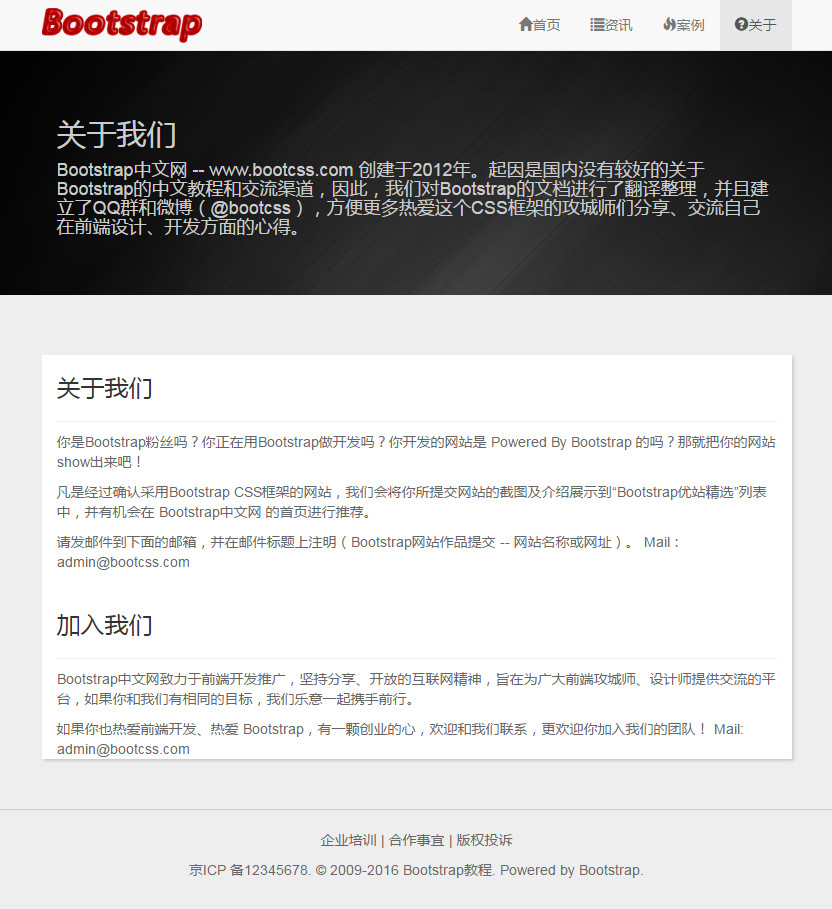 Bootstrap
首页 资讯 案例 关于
关于我们
Bootstrap中文网 -- www.bootcss.com 创建于2012年。起因是国内没有较好的关于
Bootstrap的中文教程和交流渠道，因此，我们对Bootstrap的文档进行了翻译整理，并且建
立了QQ群和微博（@bootcss），方便更多热爱这个CSS框架的攻城师们分享、交流自己
在前端设计、开发方面的心得。
关于我们
你是Bootstrap粉丝吗？你正在用Bootstrap做开发吗？你开发的网站是 Powered By Bootstrap 的吗？那就把你的网站
show出来吧！
凡是经过确认采用Bootstrap CSS框架的网站，我们会将你所提交网站的截图及介绍展示到“Bootstrap优站精选”列表
中，并有机会在 Bootstrap中文网 的首页进行推荐。
请发邮件到下面的邮箱，并在邮件标题上注明（Bootstrap网站作品提交 -- 网站名称或网址）。 Mail：
admin@bootcss.com
加入我们
Bootstrap中文网致力于前端开发推广，坚持分享、开放的互联网精神，旨在为广大前端攻城师、设计师提供交流的平
台，如果你和我们有相同的目标，我们乐意一起携手前行。
如果你也热爱前端开发、热爱 Bootstrap，有一颗创业的心，欢迎和我们联系，更欢迎你加入我们的团队！ Mail:
admin@bootcss.com
企业培训 | 合作事宜 | 版权投诉
京ICP 备12345678. © 2009-2016 Bootstrap教程. Powered by Bootstrap.